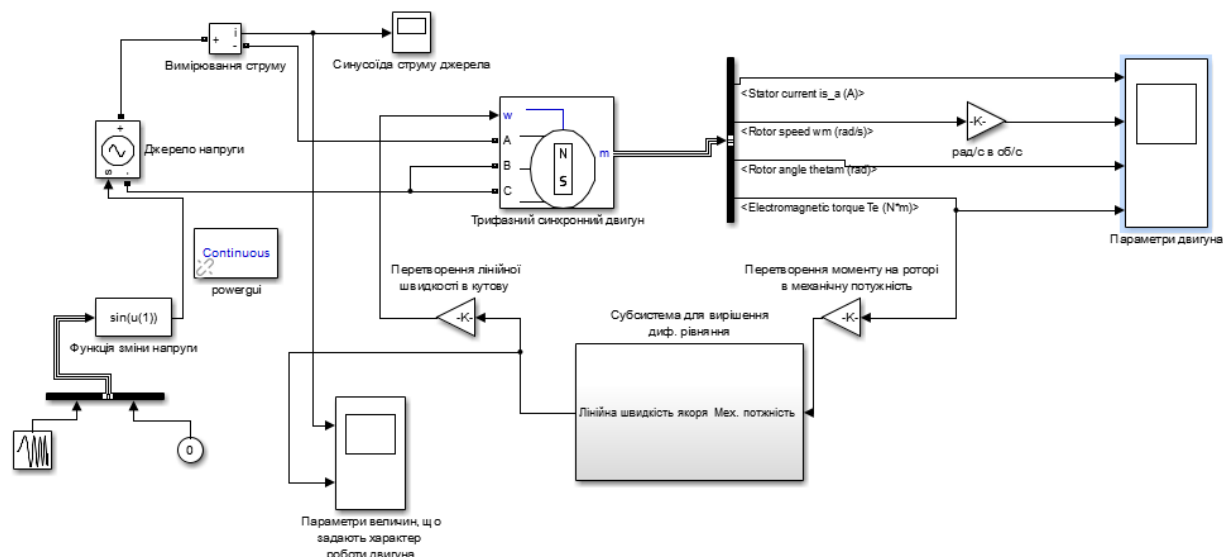 i
+
-
Вимірювання струму
Синусоїда струму джерела
+
s
-
Джерело напруги
Continuous
powergui
sin(u(1))
Функція зміни напруги
0
w
A
B
C
m
N
S
Трифазний синхронний двигун
<Stator current is_a (A)>
<Rotor speed wm (rad/s)>
<Rotor angle thetam (rad)>
<Electromagnetic torque Te (N*m)>
-K-
рад/с в об/с
Параметри двигуна
Перетворення лінійної
швидкості в кутову
-K-
Перетворення моменту на роторі
в механічну потужність
-K-
Субсистема для вирішення
диф. рівняння
Лінійна швидкість якоря Мех. потжність
Параметри величин, що
задають характер
роботи двигуна